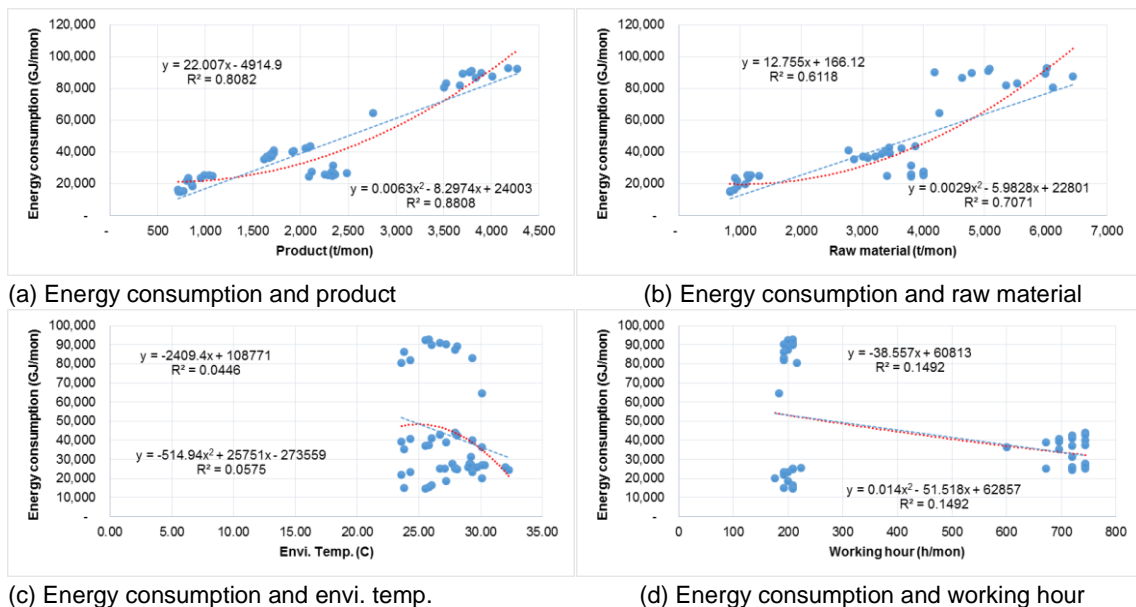 120,000
100,000
80,000
60,000
40,000
20,000
-
Energy consumption (GJ/mon)
y = 22.007x - 4914.9
R² = 0.8082
y = 0.0063x² - 8.2974x + 24003
R² = 0.8808
- 500 1,000 1,500 2,000 2,500 3,000 3,500 4,000 4,500
Product (t/mon)
120,000
100,000
80,000
60,000
40,000
20,000
-
Energy consumption (GJ/mon)
y = 12.755x + 166.12
R² = 0.6118
y = 0.0029x² - 5.9828x + 22801
R² = 0.7071
- 1,000 2,000 3,000 4,000 5,000 6,000 7,000
Raw material (t/mon)
(a) Energy consumption and product
(b) Energy consumption and raw material
100,000
90,000
80,000
70,000
60,000
50,000
40,000
30,000
20,000
10,000
-
Energy consumption (GJ/mon)
y = -2409.4x + 108771
R² = 0.0446
y = -514.94x² + 25751x - 273559
R² = 0.0575
0.00 5.00 10.00 15.00 20.00 25.00 30.00 35.00
Envi. Temp. (C)
100,000
90,000
80,000
70,000
60,000
50,000
40,000
30,000
20,000
10,000
-
Energy consumption (GJ/mon)
y = -38.557x + 60813
R² = 0.1492
y = 0.014x² - 51.518x + 62857
R² = 0.1492
0 100 200 300 400 500 600 700 800
Working hour (h/mon)
(c) Energy consumption and envi. temp.
(d) Energy consumption and working hour